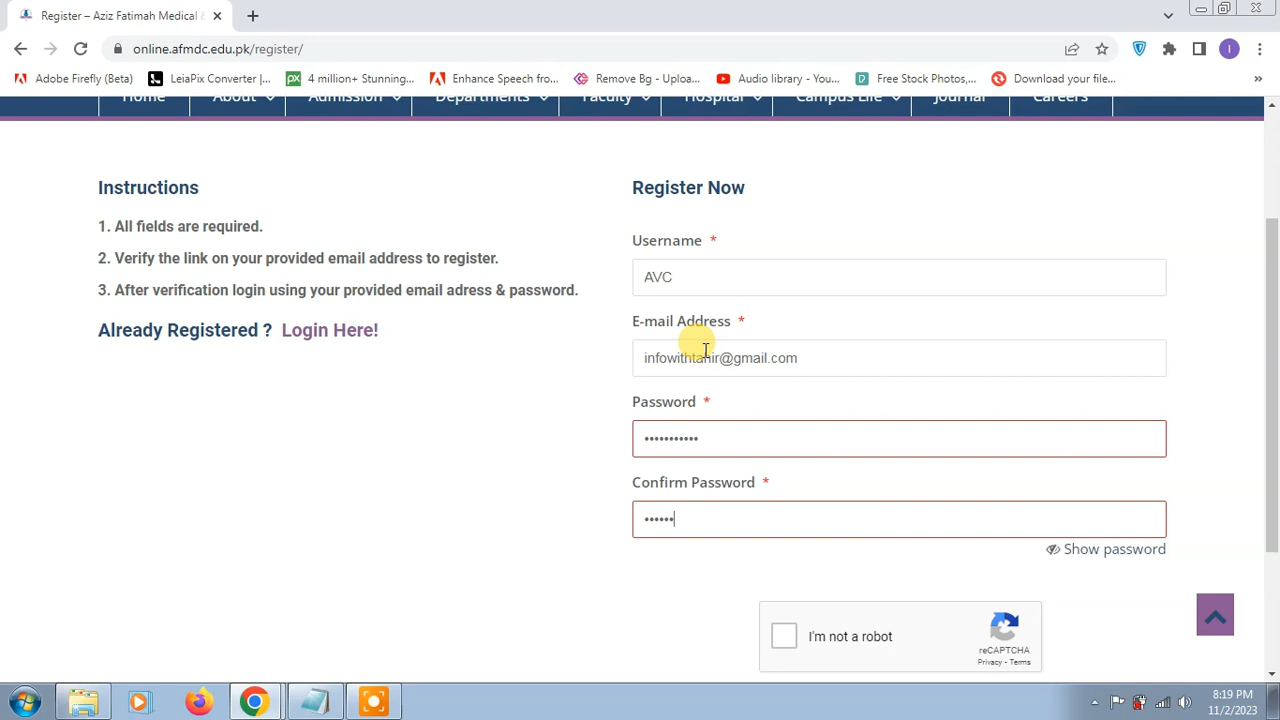 Register – Aziz Fatimah Medical &
online.afmdc.edu.pk/register/
Adobe Firefly (Beta)
LeiaPix Converter |...
4 million+ Stunning...
Enhance Speech fro...
Remove Bg - Uploa...
Audio library - You...
Free Stock Photos,...
Download your file...
Home
About
Admission
Departments
Faculty
Hospital
Campus Life
Journal
Careers
Instructions
1. All fields are required.
2. Verify the link on your provided email address to register.
3. After verification login using your provided email adress & password.
Already Registered ? Login Here!
Register Now
Username *
AVC
E-mail Address *
infowithtahir@gmail.com
Password *
•••••••••••
Confirm Password *
••••••
Show password
I'm not a robot
reCAPTCHA
Privacy - Terms
8:19 PM
11/2/2023